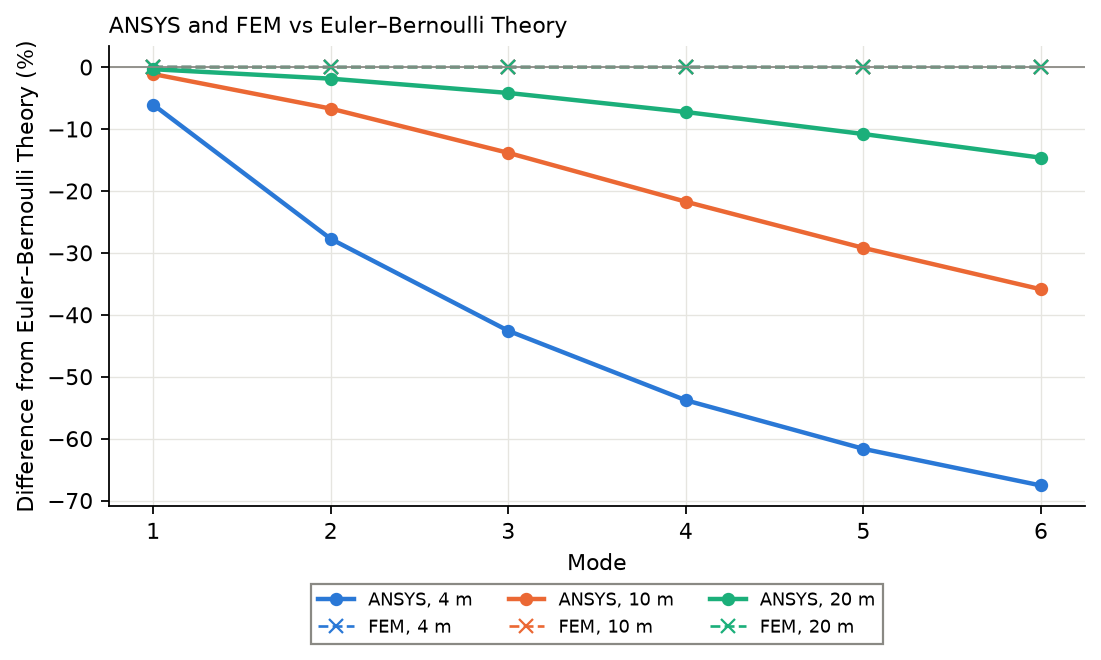 ANSYS and FEM vs Euler–Bernoulli Theory
Difference from Euler–Bernoulli Theory (%)
0
−10
−20
−30
−40
−50
−60
−70
1 2 3 4 5 6
Mode
ANSYS, 4 m ANSYS, 10 m ANSYS, 20 m
FEM, 4 m FEM, 10 m FEM, 20 m